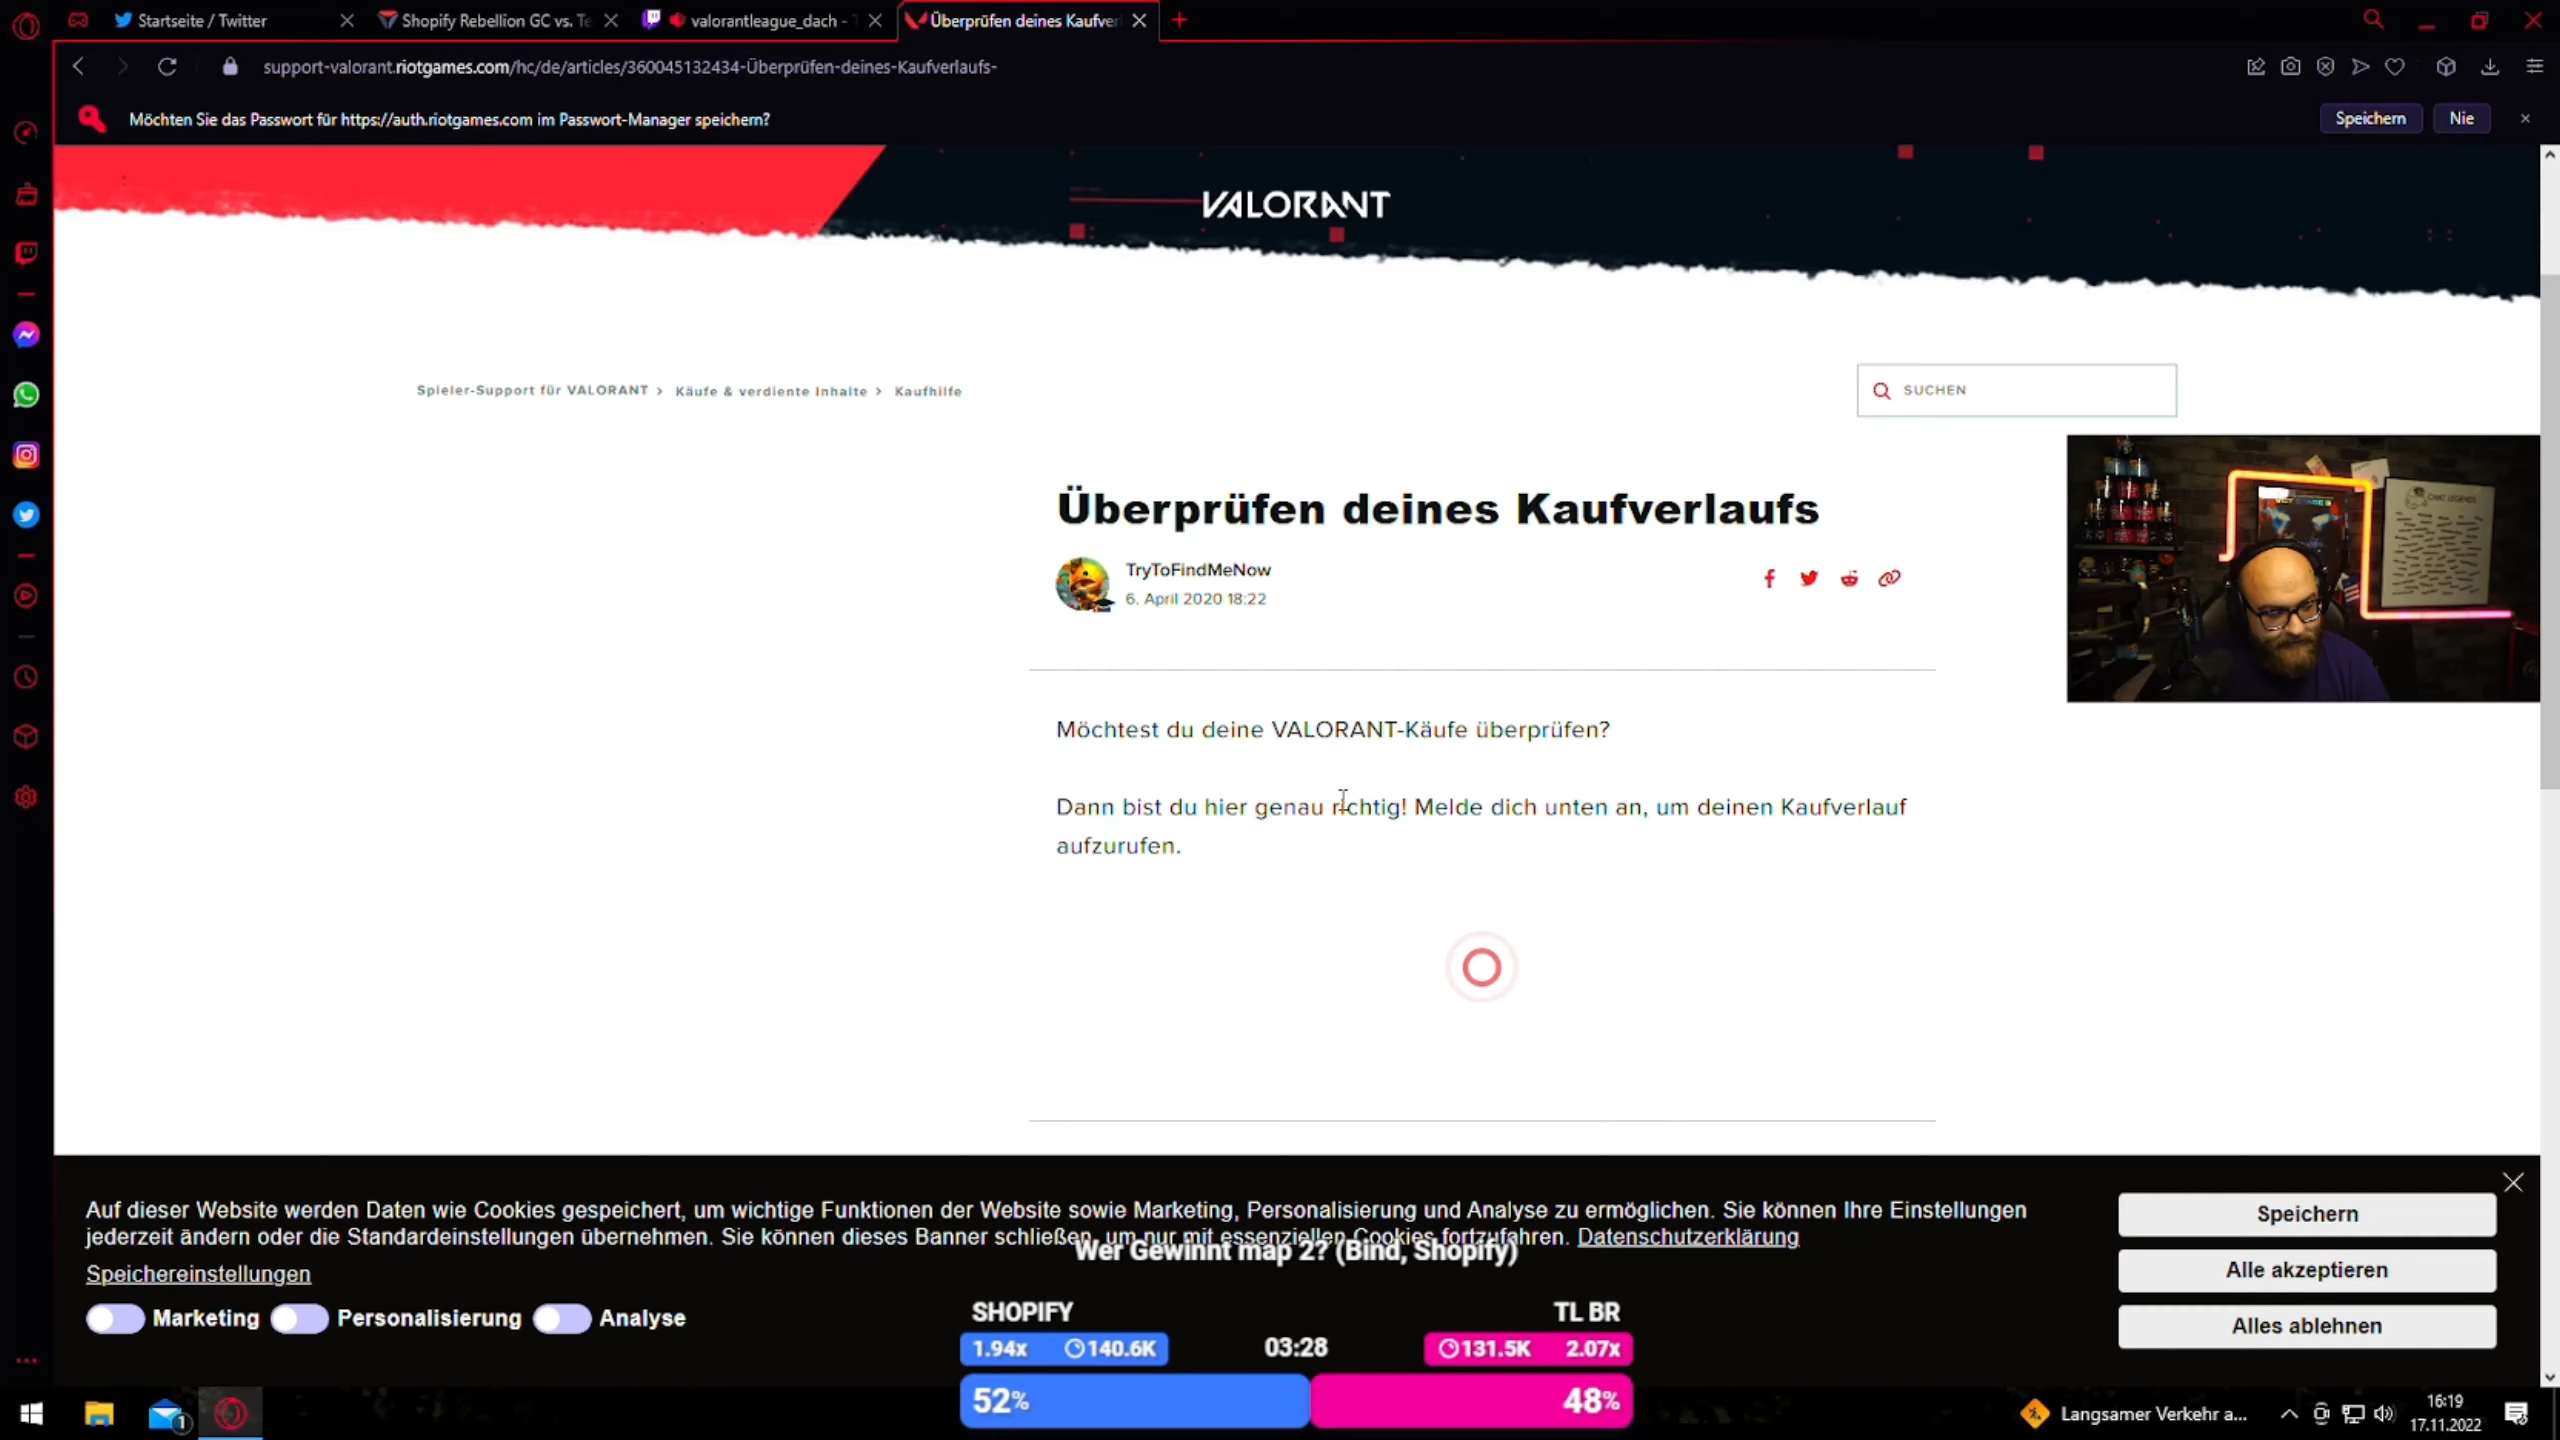 Startseite / Twitter
Shopify Rebellion GC vs. Te
valorantleague_dach - T
Überprüfen deines Kaufver
support-valorant.riotgames.com/hc/de/articles/360045132434-Überprüfen-deines-Kaufverlaufs-
Möchten Sie das Passwort für https://auth.riotgames.com im Passwort-Manager speichern?
Speichern
Nie
VALORANT
Spieler-Support für VALORANT > Käufe & verdiente Inhalte > Kaufhilfe
SUCHEN
Überprüfen deines Kaufverlaufs
TryToFindMeNow
6. April 2020 18:22
CHAT LEGENDS
Möchtest du deine VALORANT-Käufe überprüfen?
Dann bist du hier genau richtig! Melde dich unten an, um deinen Kaufverlauf
aufzurufen.
Auf dieser Website werden Daten wie Cookies gespeichert, um wichtige Funktionen der Website sowie Marketing, Personalisierung und Analyse zu ermöglichen. Sie können Ihre Einstellungen
jederzeit ändern oder die Standardeinstellungen übernehmen. Sie können dieses Banner schließen, um nur mit essenziellen Cookies fortzufahren. Datenschutzerklärung
Speichereinstellungen
Marketing
Personalisierung
Analyse
Speichern
Alle akzeptieren
Alles ablehnen
Wer Gewinnt map 2? (Bind, Shopify)
SHOPIFY
TL BR
1.94x
140.6K
03:28
131.5K
2.07x
52%
48%
1
Langsamer Verkehr a...
16:19
17.11.2022